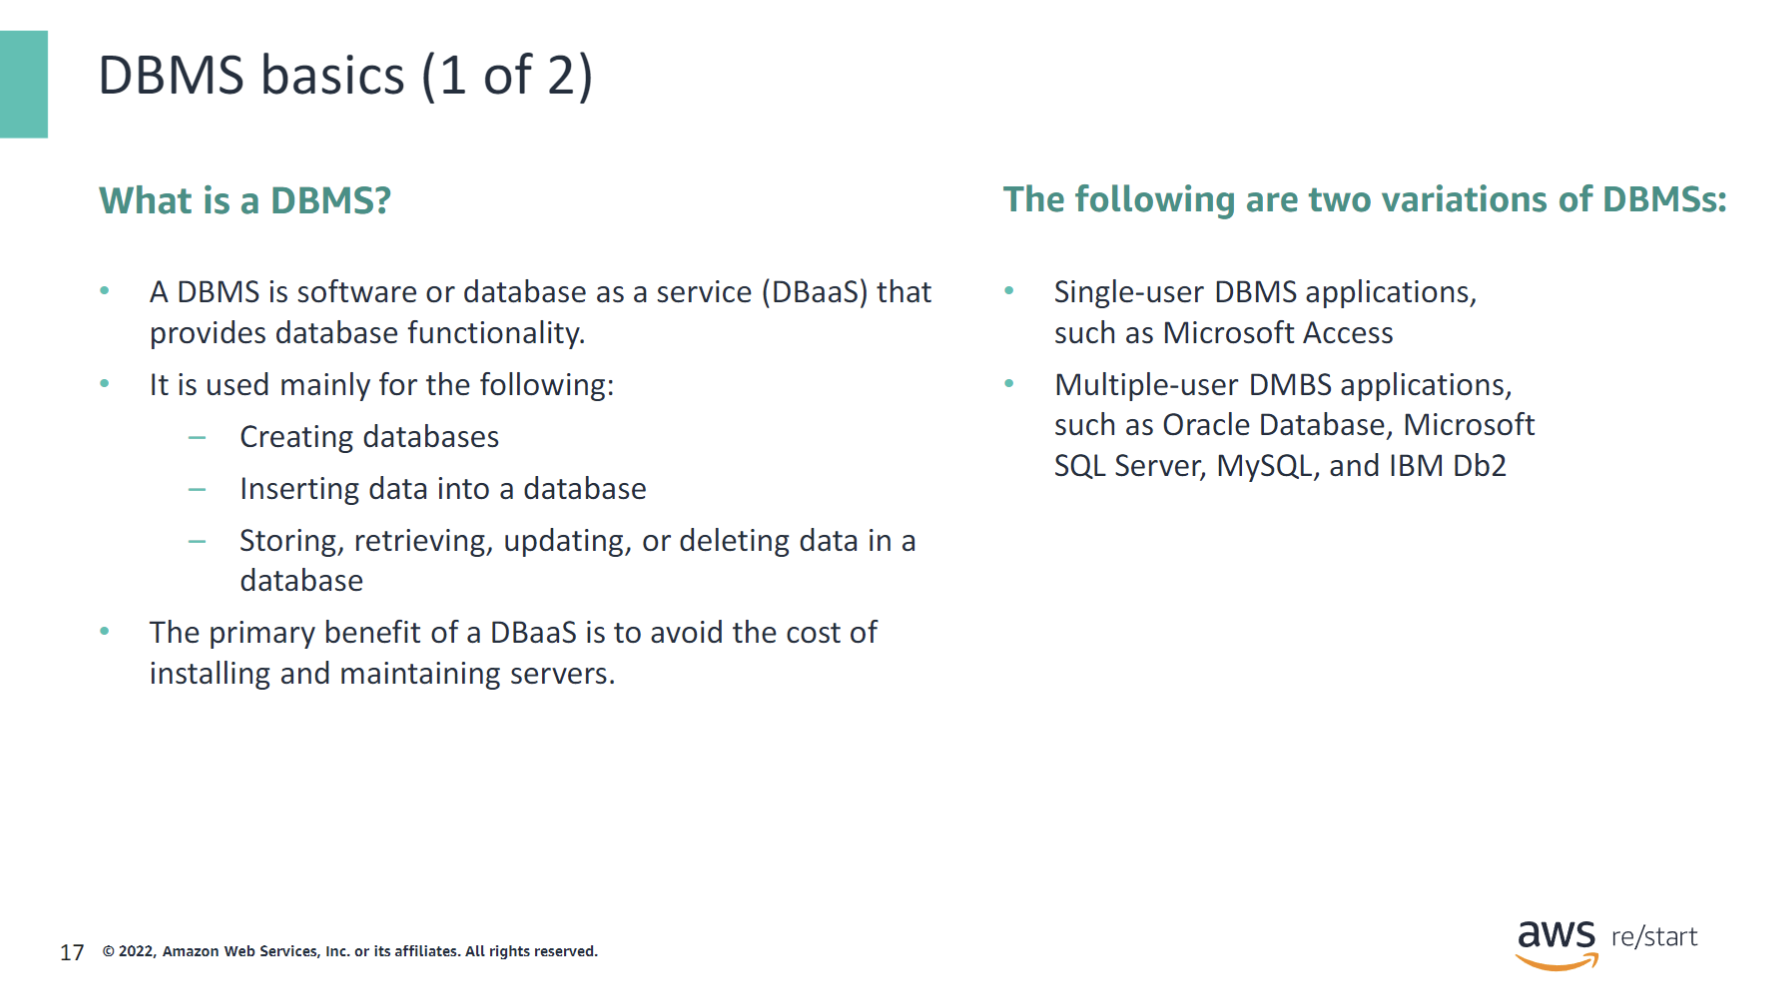 DBMS basics (1 of 2)
What is a DBMS?
• A DBMS is software or database as a service (DBaaS) that
provides database functionality.
• It is used mainly for the following:
– Creating databases
– Inserting data into a database
– Storing, retrieving, updating, or deleting data in a
database
• The primary benefit of a DBaaS is to avoid the cost of
installing and maintaining servers.
The following are two variations of DBMSs:
• Single-user DBMS applications,
such as Microsoft Access
• Multiple-user DMBS applications,
such as Oracle Database, Microsoft
SQL Server, MySQL, and IBM Db2
17 © 2022, Amazon Web Services, Inc. or its affiliates. All rights reserved.
aws re/start